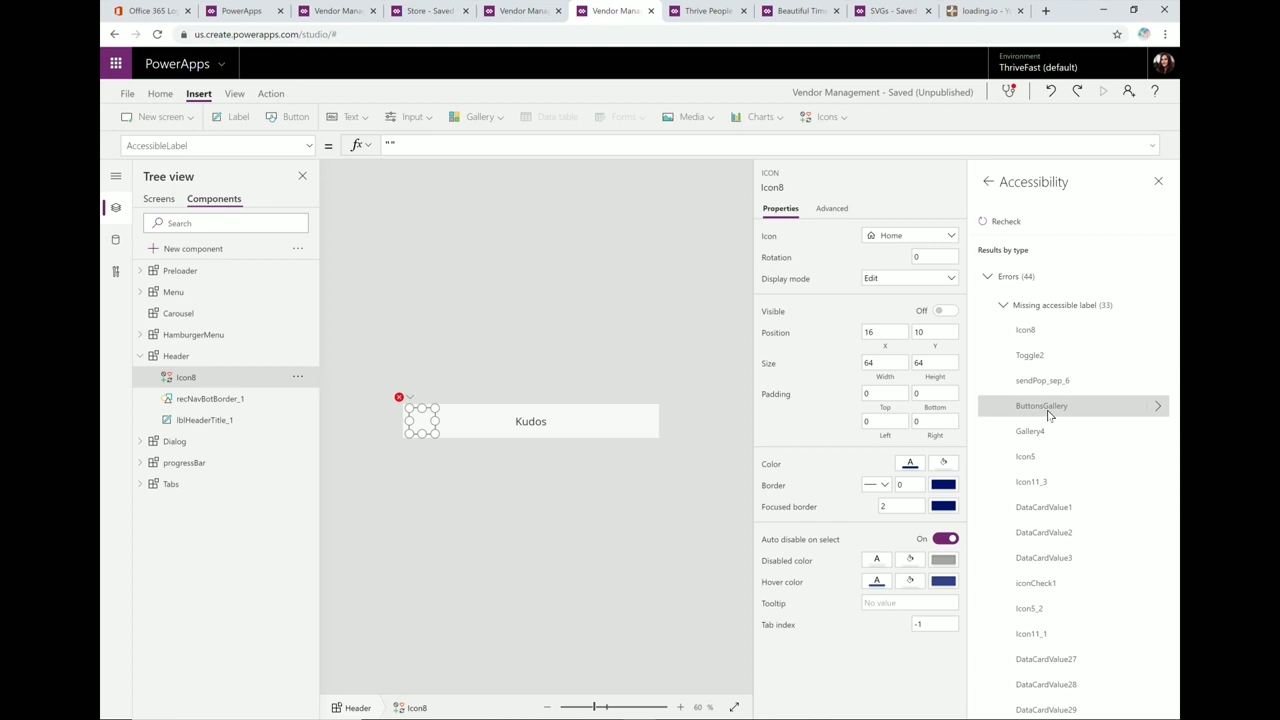 Office 365 Lo
PowerApps
Vendor Mana
Store - Saved
Vendor Mana
Vendor Mana
Thrive People
Beautiful Tim
SVGs - Saved
loading.io - Y
us.create.powerapps.com/studio/#
PowerApps
Environment
ThriveFast (default)
File Home Insert View Action
Vendor Management - Saved (Unpublished)
New screen Label Button Text Input Gallery Data table Forms Media Charts Icons
AccessibleLabel = fx ""
Tree view
Screens Components
Search
New component
Preloader
Menu
Carousel
HamburgerMenu
Header
Icon8
recNavBotBorder_1
lblHeaderTitle_1
Dialog
progressBar
Tabs
Kudos
Header Icon8
60 %
ICON
Icon8
Properties Advanced
Icon Home
Rotation 0
Display mode Edit
Visible Off
Position 16 10
X Y
Size 64 64
Width Height
Padding 0 0
Top Bottom
0 0
Left Right
Color A
Border 0
Focused border 2
Auto disable on select On
Disabled color A
Hover color A
Tooltip No value
Tab index -1
Accessibility
Recheck
Results by type
Errors (44)
Missing accessible label (33)
Icon8
Toggle2
sendPop_sep_6
ButtonsGallery
Gallery4
Icon5
Icon11_3
DataCardValue1
DataCardValue2
DataCardValue3
iconCheck1
Icon5_2
Icon11_1
DataCardValue27
DataCardValue28
DataCardValue29